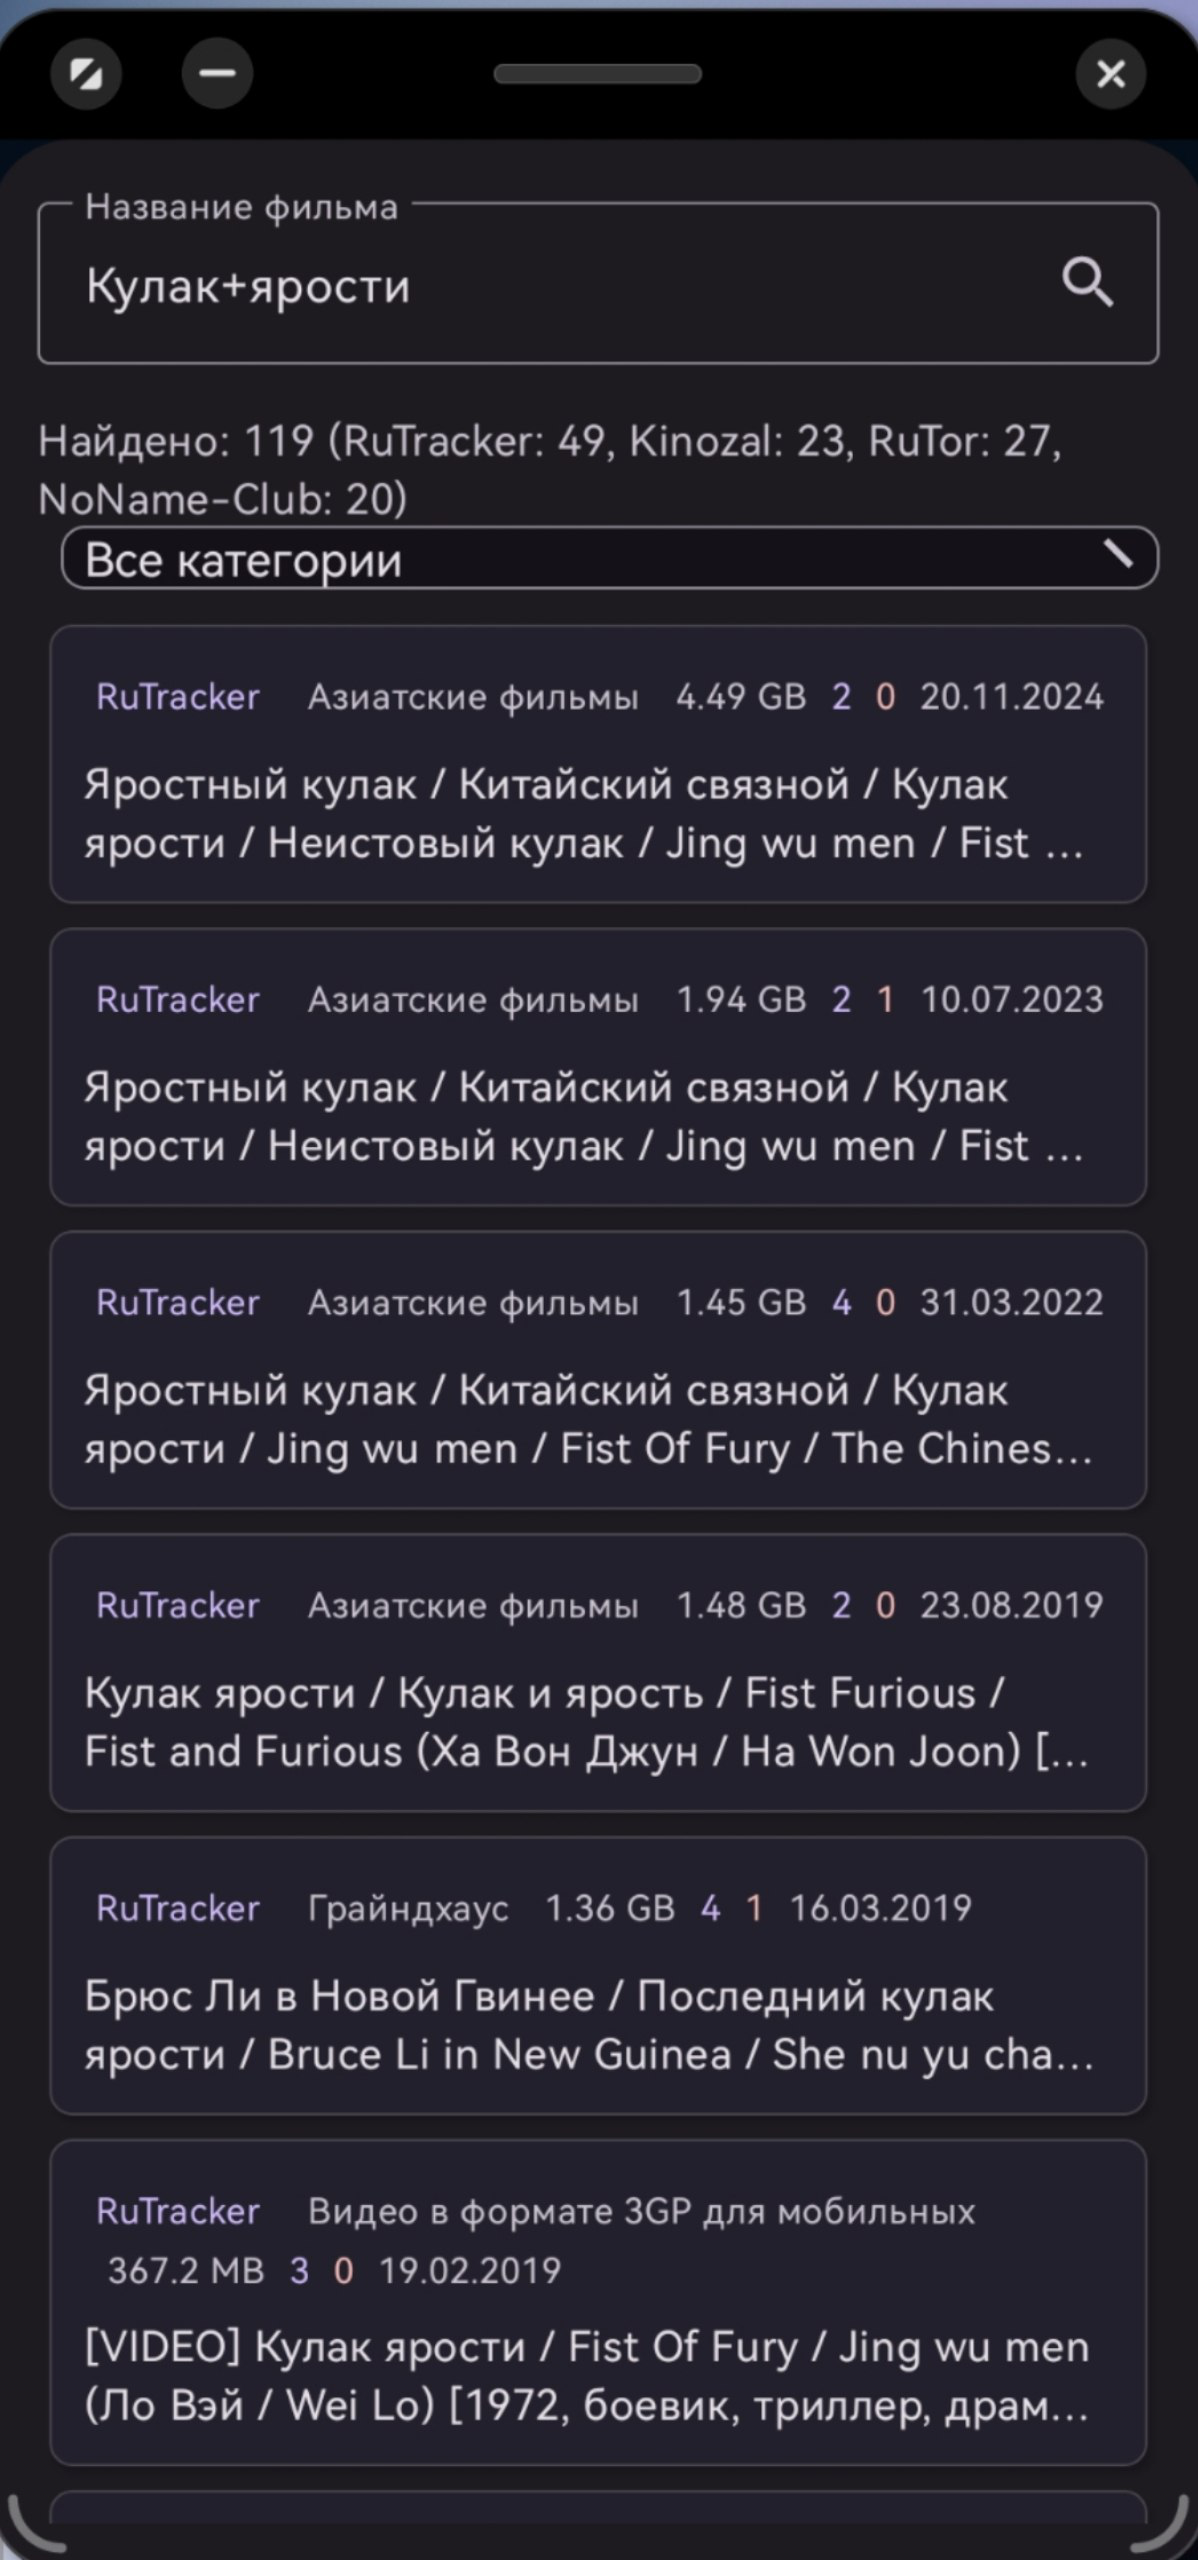 Название фильма
Кулак+ярости
Найдено: 119 (RuTracker: 49, Kinozal: 23, RuTor: 27,
NoName-Club: 20)
Все категории
RuTracker Азиатские фильмы 4.49 GB 2 0 20.11.2024
Яростный кулак / Китайский связной / Кулак
ярости / Неистовый кулак / Jing wu men / Fist ...
RuTracker Азиатские фильмы 1.94 GB 2 1 10.07.2023
Яростный кулак / Китайский связной / Кулак
ярости / Неистовый кулак / Jing wu men / Fist ...
RuTracker Азиатские фильмы 1.45 GB 4 0 31.03.2022
Яростный кулак / Китайский связной / Кулак
ярости / Jing wu men / Fist Of Fury / The Chines...
RuTracker Азиатские фильмы 1.48 GB 2 0 23.08.2019
Кулак ярости / Кулак и ярость / Fist Furious /
Fist and Furious (Ха Вон Джун / Ha Won Joon) [...
RuTracker Грайндхаус 1.36 GB 4 1 16.03.2019
Брюс Ли в Новой Гвинее / Последний кулак
ярости / Bruce Li in New Guinea / She nu yu cha...
RuTracker Видео в формате 3GP для мобильных
367.2 MB 3 0 19.02.2019
[VIDEO] Кулак ярости / Fist Of Fury / Jing wu men
(Ло Вэй / Wei Lo) [1972, боевик, триллер, драм...